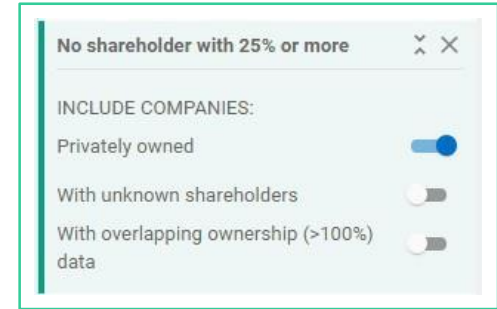 No shareholder with 25% or more
INCLUDE COMPANIES:
Privately owned
With unknown shareholders
With overlapping ownership (>100%)
data